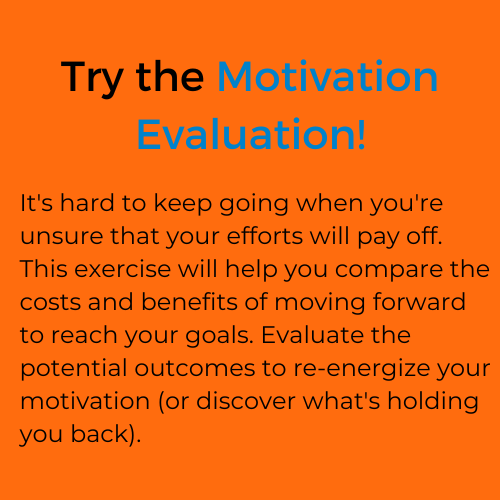 Try the Motivation
Evaluation!
It's hard to keep going when you're
unsure that your efforts will pay off.
This exercise will help you compare the
costs and benefits of moving forward
to reach your goals. Evaluate the
potential outcomes to re-energize your
motivation (or discover what's holding
you back).